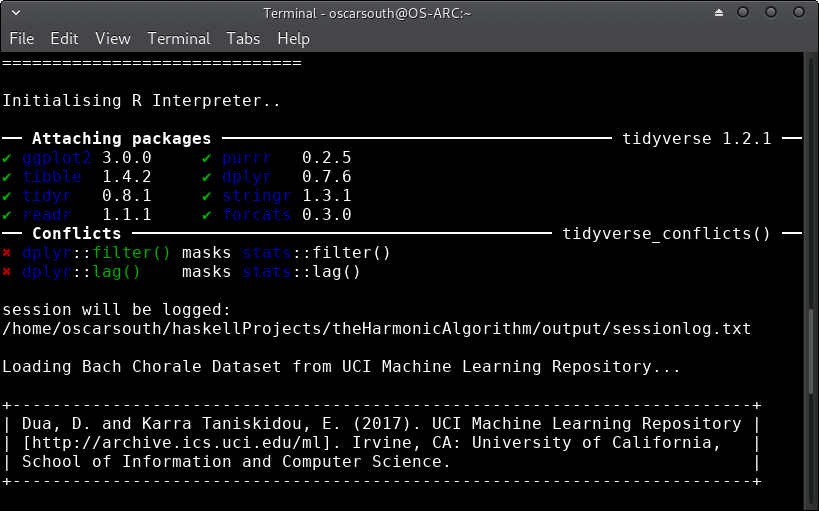 Terminal - oscarsouth@OS-ARC:~
File Edit View Terminal Tabs Help
==============================
Initialising R Interpreter..
── Attaching packages ─────────────────────────────────────── tidyverse 1.2.1 ──
✔ ggplot2 3.0.0     ✔ purrr   0.2.5
✔ tibble  1.4.2     ✔ dplyr   0.7.6
✔ tidyr   0.8.1     ✔ stringr 1.3.1
✔ readr   1.1.1     ✔ forcats 0.3.0
── Conflicts ────────────────────────────────────────── tidyverse_conflicts() ──
✖ dplyr::filter() masks stats::filter()
✖ dplyr::lag()    masks stats::lag()
session will be logged:
/home/oscarsouth/haskellProjects/theHarmonicAlgorithm/output/sessionlog.txt
Loading Bach Chorale Dataset from UCI Machine Learning Repository...
+--------------------------------------------------------------------------+
| Dua, D. and Karra Taniskidou, E. (2017). UCI Machine Learning Repository |
| [http://archive.ics.uci.edu/ml]. Irvine, CA: University of California,   |
| School of Information and Computer Science.                              |
+--------------------------------------------------------------------------+